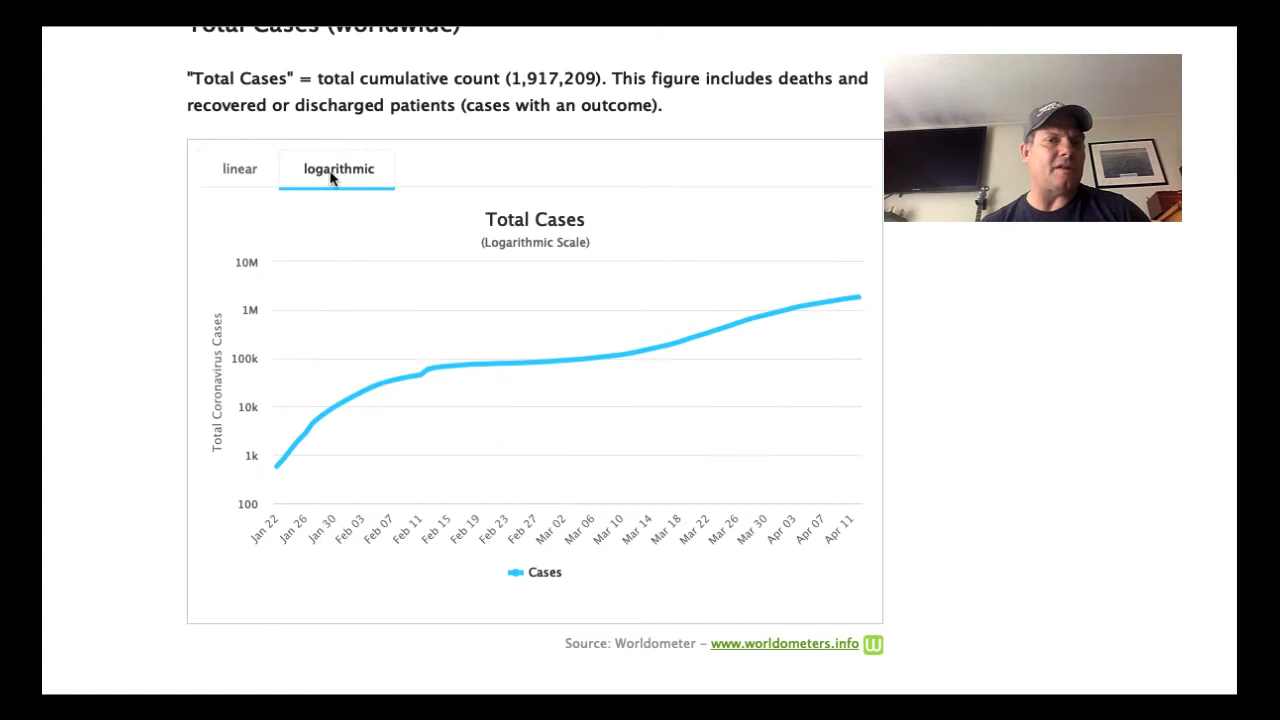 Total Cases (worldwide)
"Total Cases" = total cumulative count (1,917,209). This figure includes deaths and
recovered or discharged patients (cases with an outcome).
linear
logarithmic
Total Cases
(Logarithmic Scale)
10M
1M
100k
10k
1k
100
Total Coronavirus Cases
Jan 22
Jan 26
Jan 30
Feb 03
Feb 07
Feb 11
Feb 15
Feb 19
Feb 23
Feb 27
Mar 02
Mar 06
Mar 10
Mar 14
Mar 18
Mar 22
Mar 26
Mar 30
Apr 03
Apr 07
Apr 11
Cases
Source: Worldometer – www.worldometers.info W